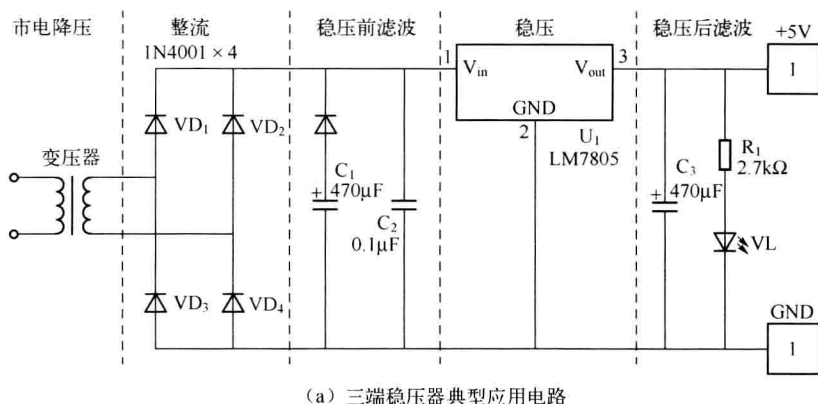 市电降压
整流
稳压前滤波
稳压
稳压后滤波
+5V
1N4001×4
1
Vin
Vout
3
1
GND
2
VD1
VD2
U1
LM7805
变压器
C1
+
470μF
C2
0.1μF
C3
+
470μF
R1
2.7kΩ
VL
VD3
VD4
GND
1
(a) 三端稳压器典型应用电路